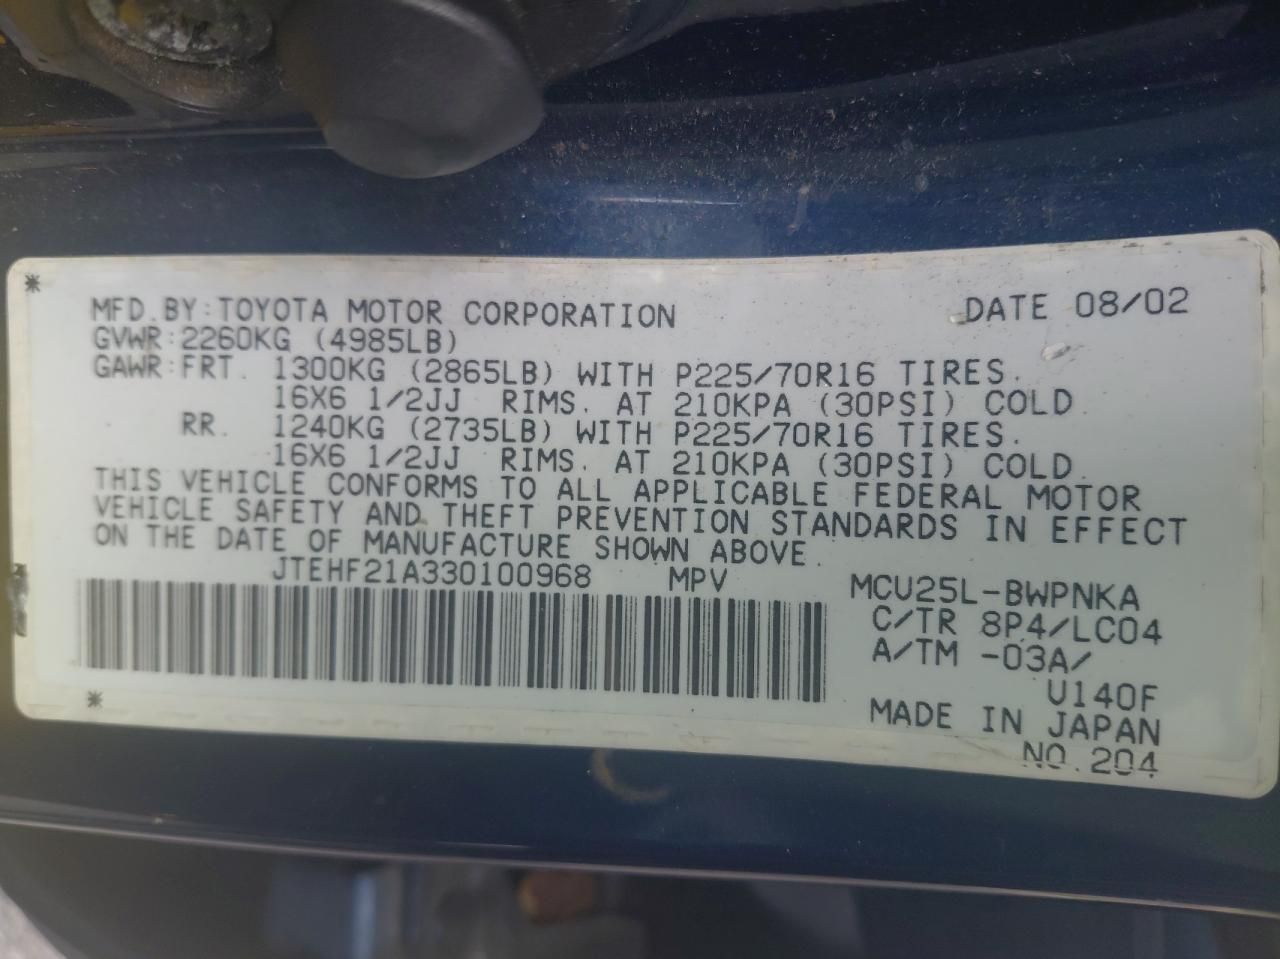 MFD. BY: TOYOTA MOTOR CORPORATION DATE 08/02
GVWR: 2260KG (4985LB)
GAWR: FRT. 1300KG (2865LB) WITH P225/70R16 TIRES.
16X6 1/2JJ RIMS. AT 210KPA (30PSI) COLD.
RR. 1240KG (2735LB) WITH P225/70R16 TIRES.
16X6 1/2JJ RIMS. AT 210KPA (30PSI) COLD.
THIS VEHICLE CONFORMS TO ALL APPLICABLE FEDERAL MOTOR
VEHICLE SAFETY AND THEFT PREVENTION STANDARDS IN EFFECT
ON THE DATE OF MANUFACTURE SHOWN ABOVE.
JTEHF21A330100968 MPV MCU25L-BWPNKA
C/TR 8P4/LC04
A/TM -03A/
U140F
MADE IN JAPAN
NO.204